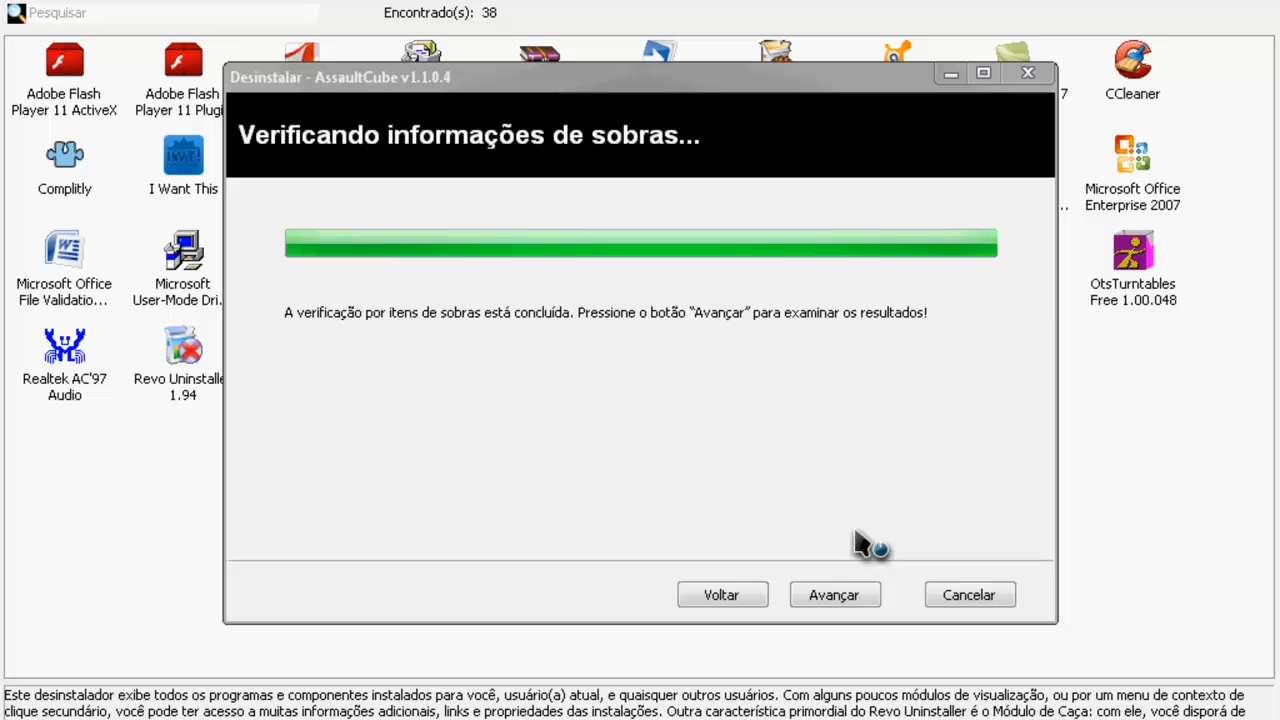 Pesquisar
Encontrado(s): 38
Adobe Flash
Player 11 ActiveX
Adobe Flash
Player 11 Plugi
7
CCleaner
Desinstalar - AssaultCube v1.1.0.4
Verificando informações de sobras...
Complitly
I Want This
..
Microsoft Office
Enterprise 2007
A verificação por itens de sobras está concluída. Pressione o botão “Avançar” para examinar os resultados!
Microsoft Office
File Validatio...
Microsoft
User-Mode Dri.
OtsTurntables
Free 1.00.048
Realtek AC'97
Audio
Revo Uninstalle
1.94
Voltar
Avançar
Cancelar
Este desinstalador exibe todos os programas e componentes instalados para você, usuário(a) atual, e quaisquer outros usuários. Com alguns poucos módulos de visualização, ou por um menu de contexto de
clique secundário, você pode ter acesso a muitas informações adicionais, links e propriedades das instalações. Outra característica primordial do Revo Uninstaller é o Módulo de Caça: com ele, você disporá de